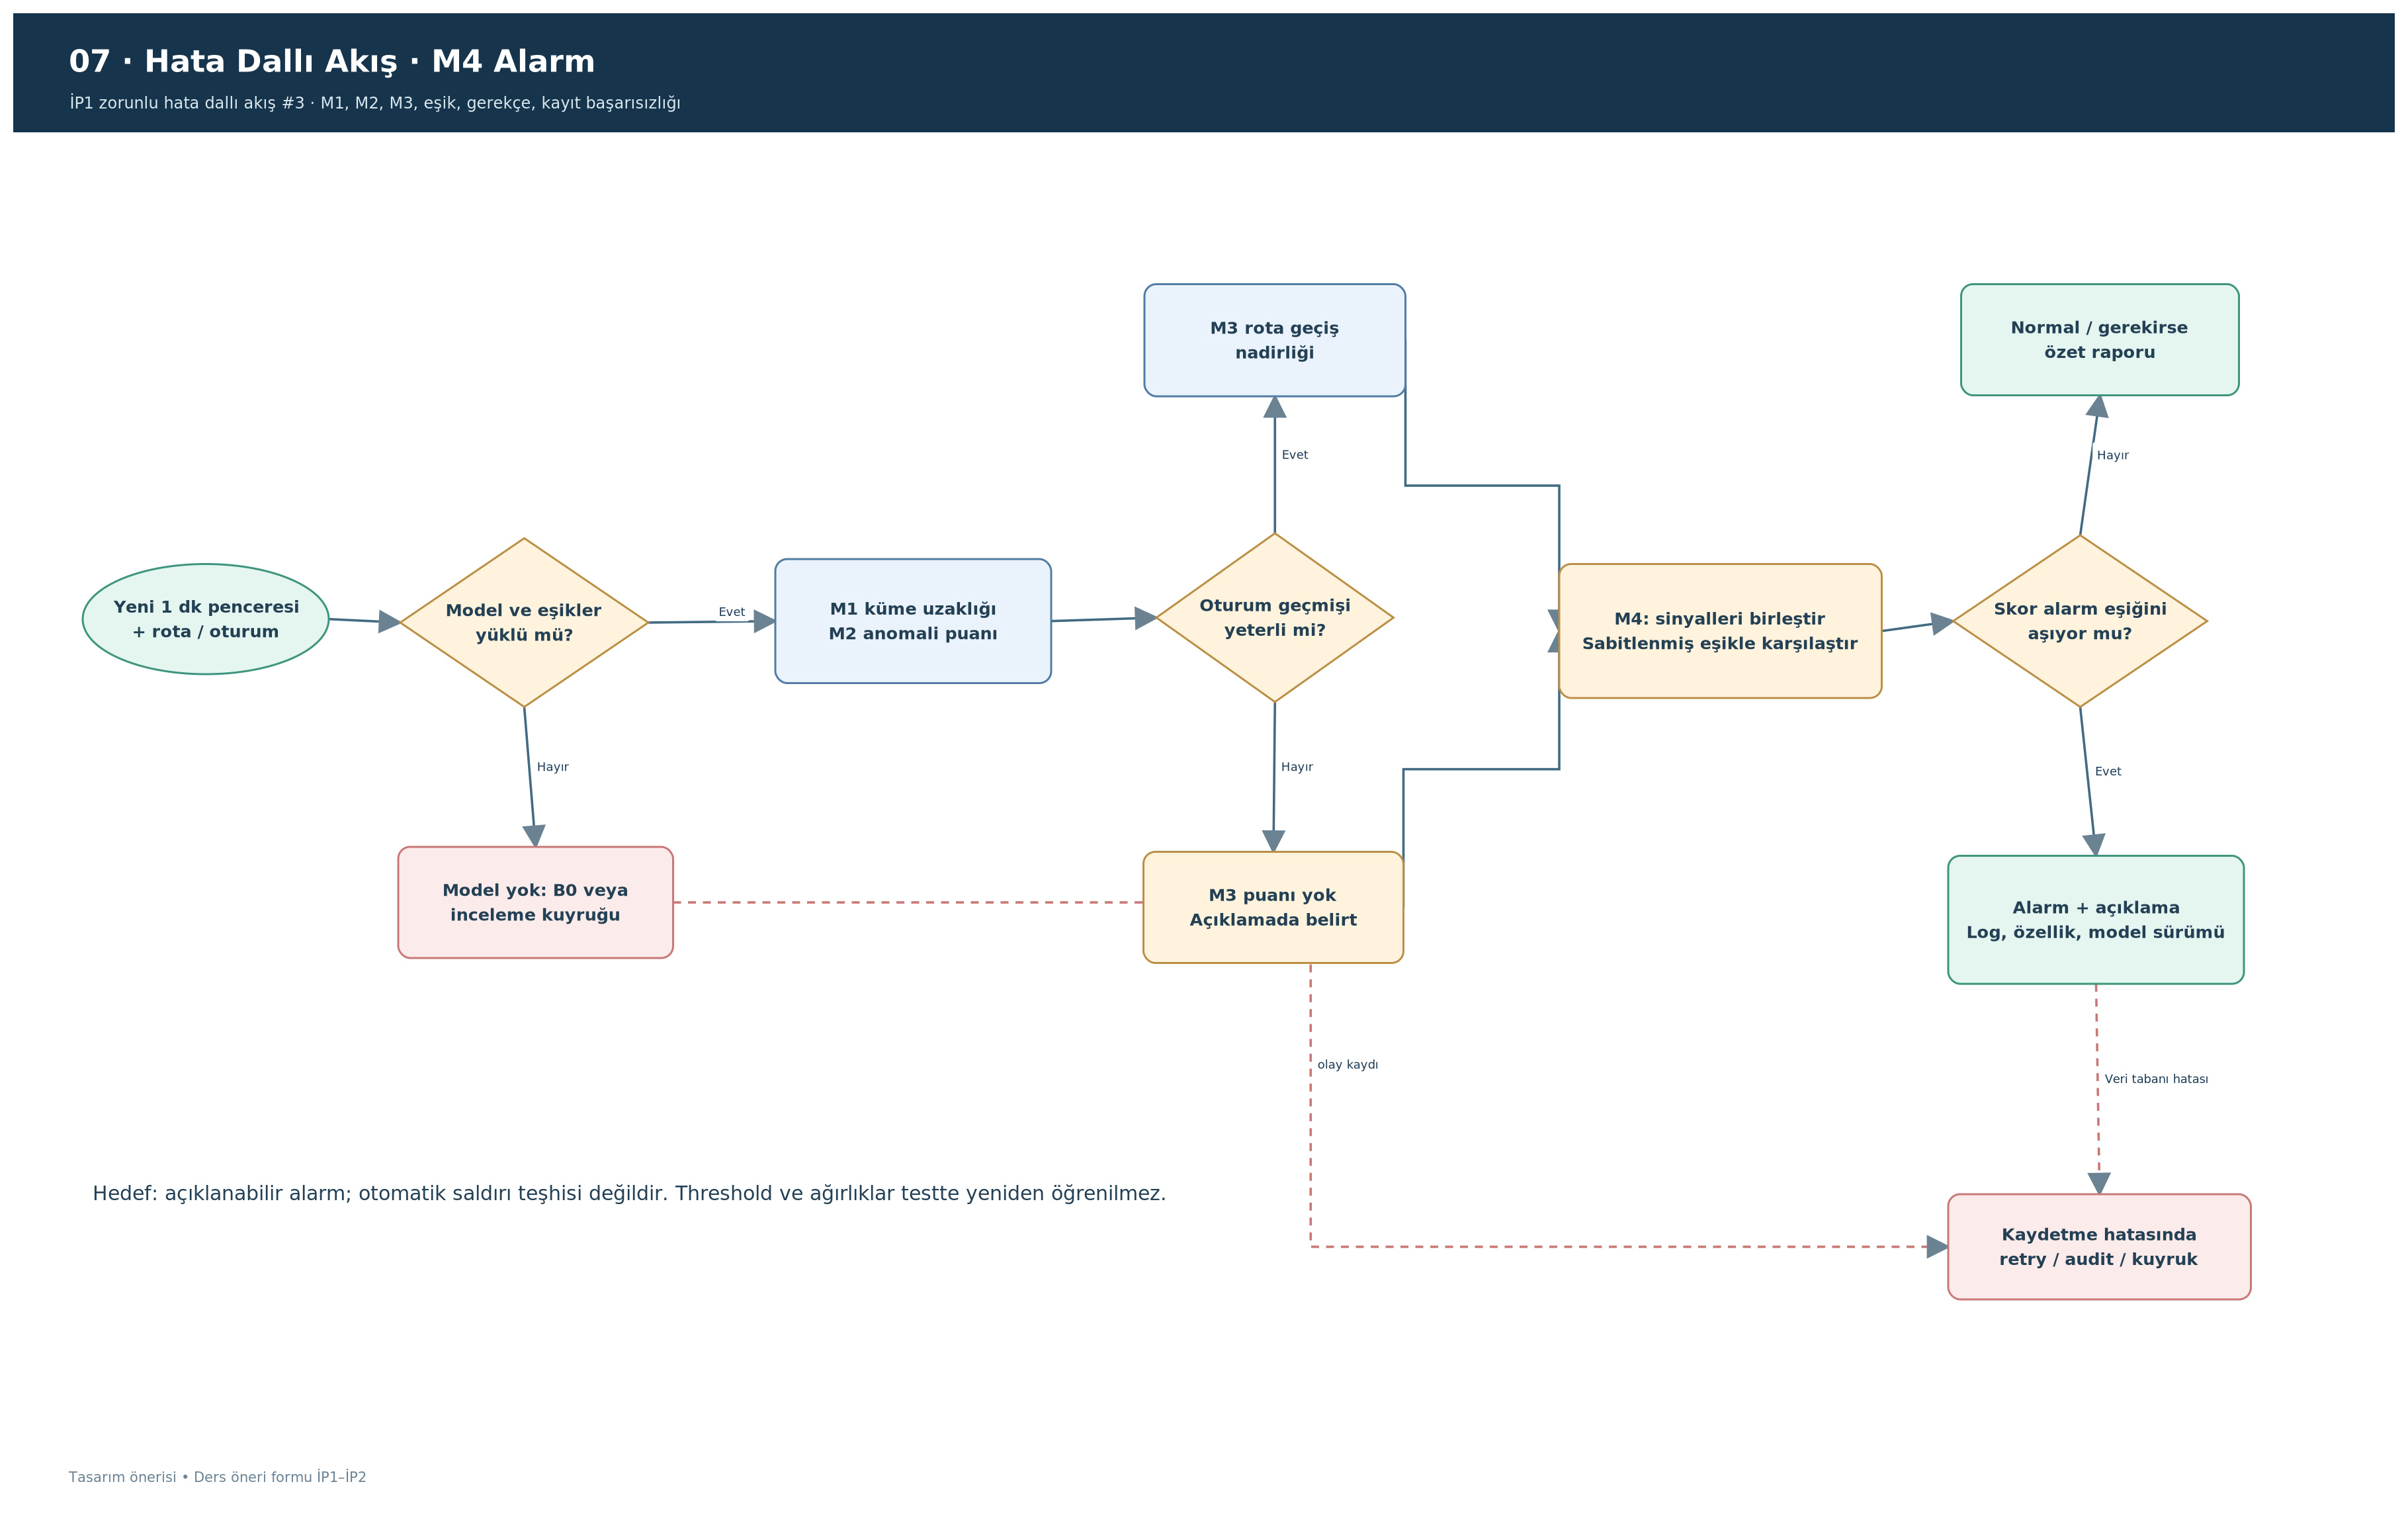 07 · Hata Dallı Akış · M4 Alarm
İP1 zorunlu hata dallı akış #3 · M1, M2, M3, eşik, gerekçe, kayıt başarısızlığı
M3 rota geçiş
nadirliği
Normal / gerekirse
özet raporu
Evet
Hayır
Yeni 1 dk penceresi
+ rota / oturum
Model ve eşikler
yüklü mü?
Evet
M1 küme uzaklığı
M2 anomali puanı
Oturum geçmişi
yeterli mi?
M4: sinyalleri birleştir
Sabitlenmiş eşikle karşılaştır
Skor alarm eşiğini
aşıyor mu?
Hayır
Hayır
Evet
Model yok: B0 veya
inceleme kuyruğu
M3 puanı yok
Açıklamada belirt
Alarm + açıklama
Log, özellik, model sürümü
olay kaydı
Veri tabanı hatası
Hedef: açıklanabilir alarm; otomatik saldırı teşhisi değildir. Threshold ve ağırlıklar testte yeniden öğrenilmez.
Kaydetme hatasında
retry / audit / kuyruk
Tasarım önerisi • Ders öneri formu İP1–İP2